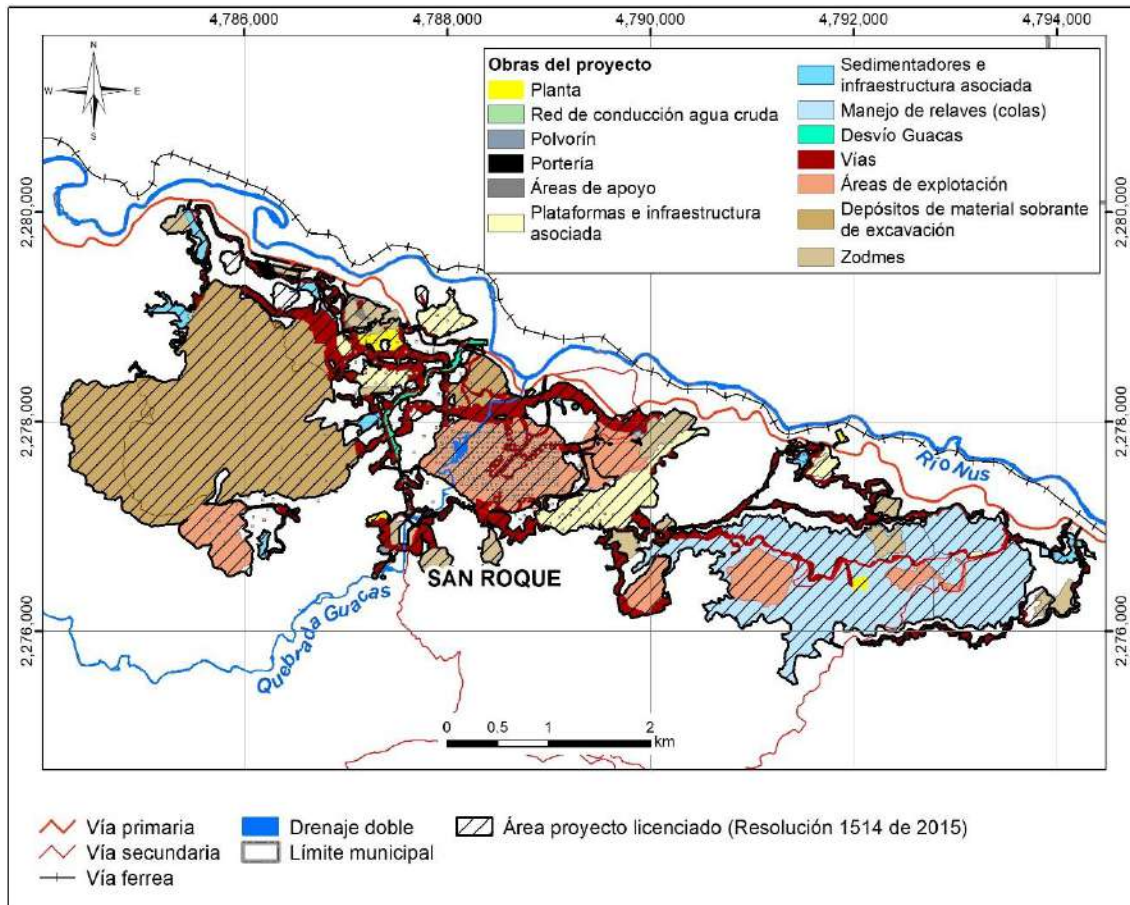 4,786,000 4,788,000 4,790,000 4,792,000 4,794,000
N
W E
S
Obras del proyecto
Planta
Red de conducción agua cruda
Polvorín
Portería
Áreas de apoyo
Plataformas e infraestructura
asociada
Sedimentadores e
infraestructura asociada
Manejo de relaves (colas)
Desvío Guacas
Vías
Áreas de explotación
Depósitos de material sobrante
de excavación
Zodmes
2,280,000
2,280,000
2,278,000
2,278,000
2,276,000
2,276,000
Río Nus
SAN ROQUE
Quebrada Guacas
0 0.5 1 2
km
Vía primaria
Vía secundaria
Vía ferrea
Drenaje doble
Límite municipal
Área proyecto licenciado (Resolución 1514 de 2015)